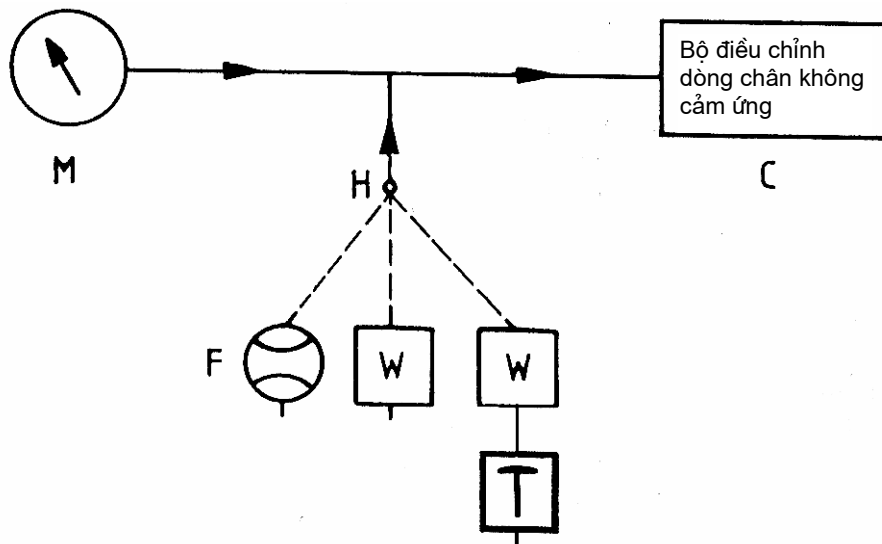 Bộ điều chỉnh
dòng chân không
cảm ứng
M
C
H
F
W
W
T